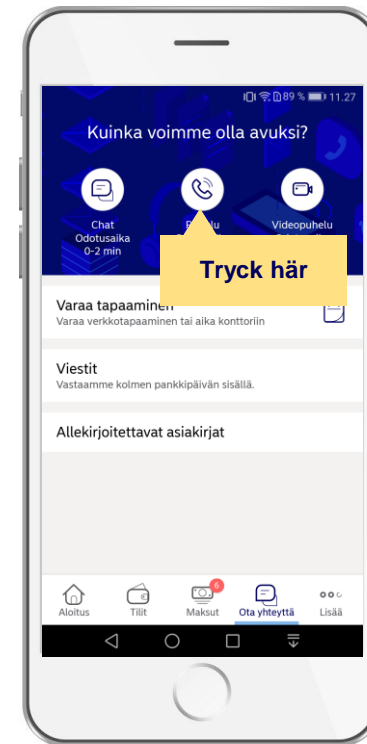 89 % 11.27
Kuinka voimme olla avuksi?
Chat
Odotusaika
0-2 min
Videopuhelu
Tryck här
Varaa tapaaminen
Varaa verkkotapaaminen tai aika konttoriin
Viestit
Vastaamme kolmen pankkipäivän sisällä.
Allekirjoitettavat asiakirjat
6
Aloitus Tilit Maksut Ota yhteyttä Lisää